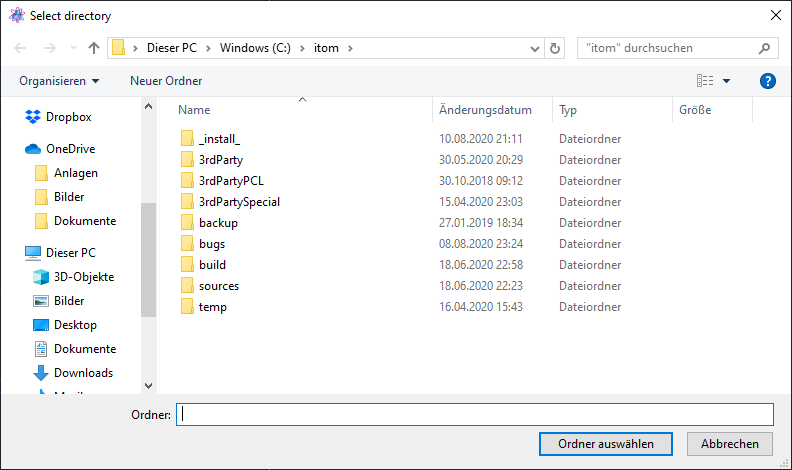 Select directory
Dieser PC > Windows (C:) > itom >
"itom" durchsuchen
Organisieren Neuer Ordner ?
Name Änderungsdatum Typ Größe
Dropbox
OneDrive
Anlagen
Bilder
Dokumente
Dieser PC
3D-Objekte
Bilder
Desktop
Dokumente
Downloads
_install_ 10.08.2020 21:11 Dateiordner
3rdParty 30.05.2020 20:29 Dateiordner
3rdPartyPCL 30.10.2018 09:12 Dateiordner
3rdPartySpecial 15.04.2020 23:03 Dateiordner
backup 27.01.2019 18:34 Dateiordner
bugs 08.08.2020 23:24 Dateiordner
build 18.06.2020 22:58 Dateiordner
sources 18.06.2020 22:23 Dateiordner
temp 16.04.2020 15:43 Dateiordner
Ordner:
Ordner auswählen Abbrechen